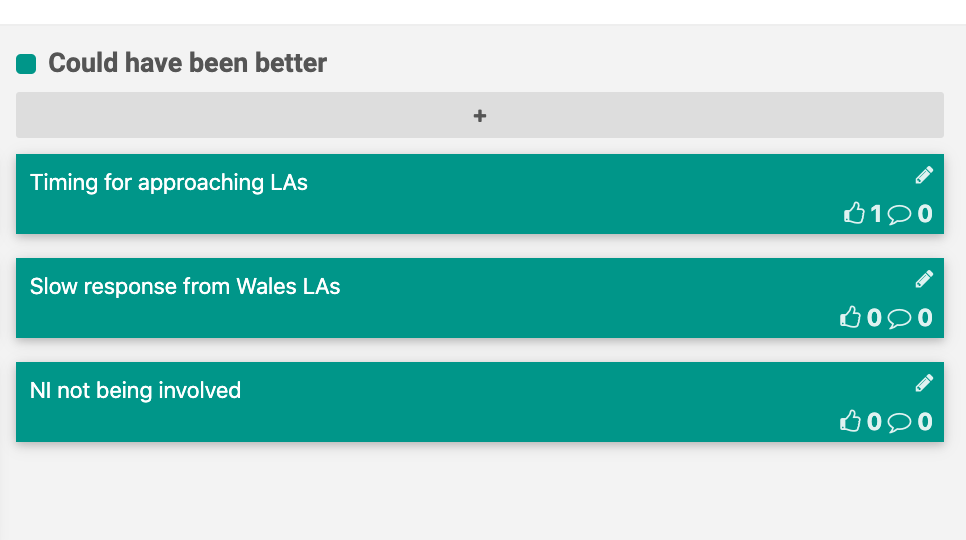 Could have been better
+
Timing for approaching LAs
1 0
Slow response from Wales LAs
0 0
NI not being involved
0 0